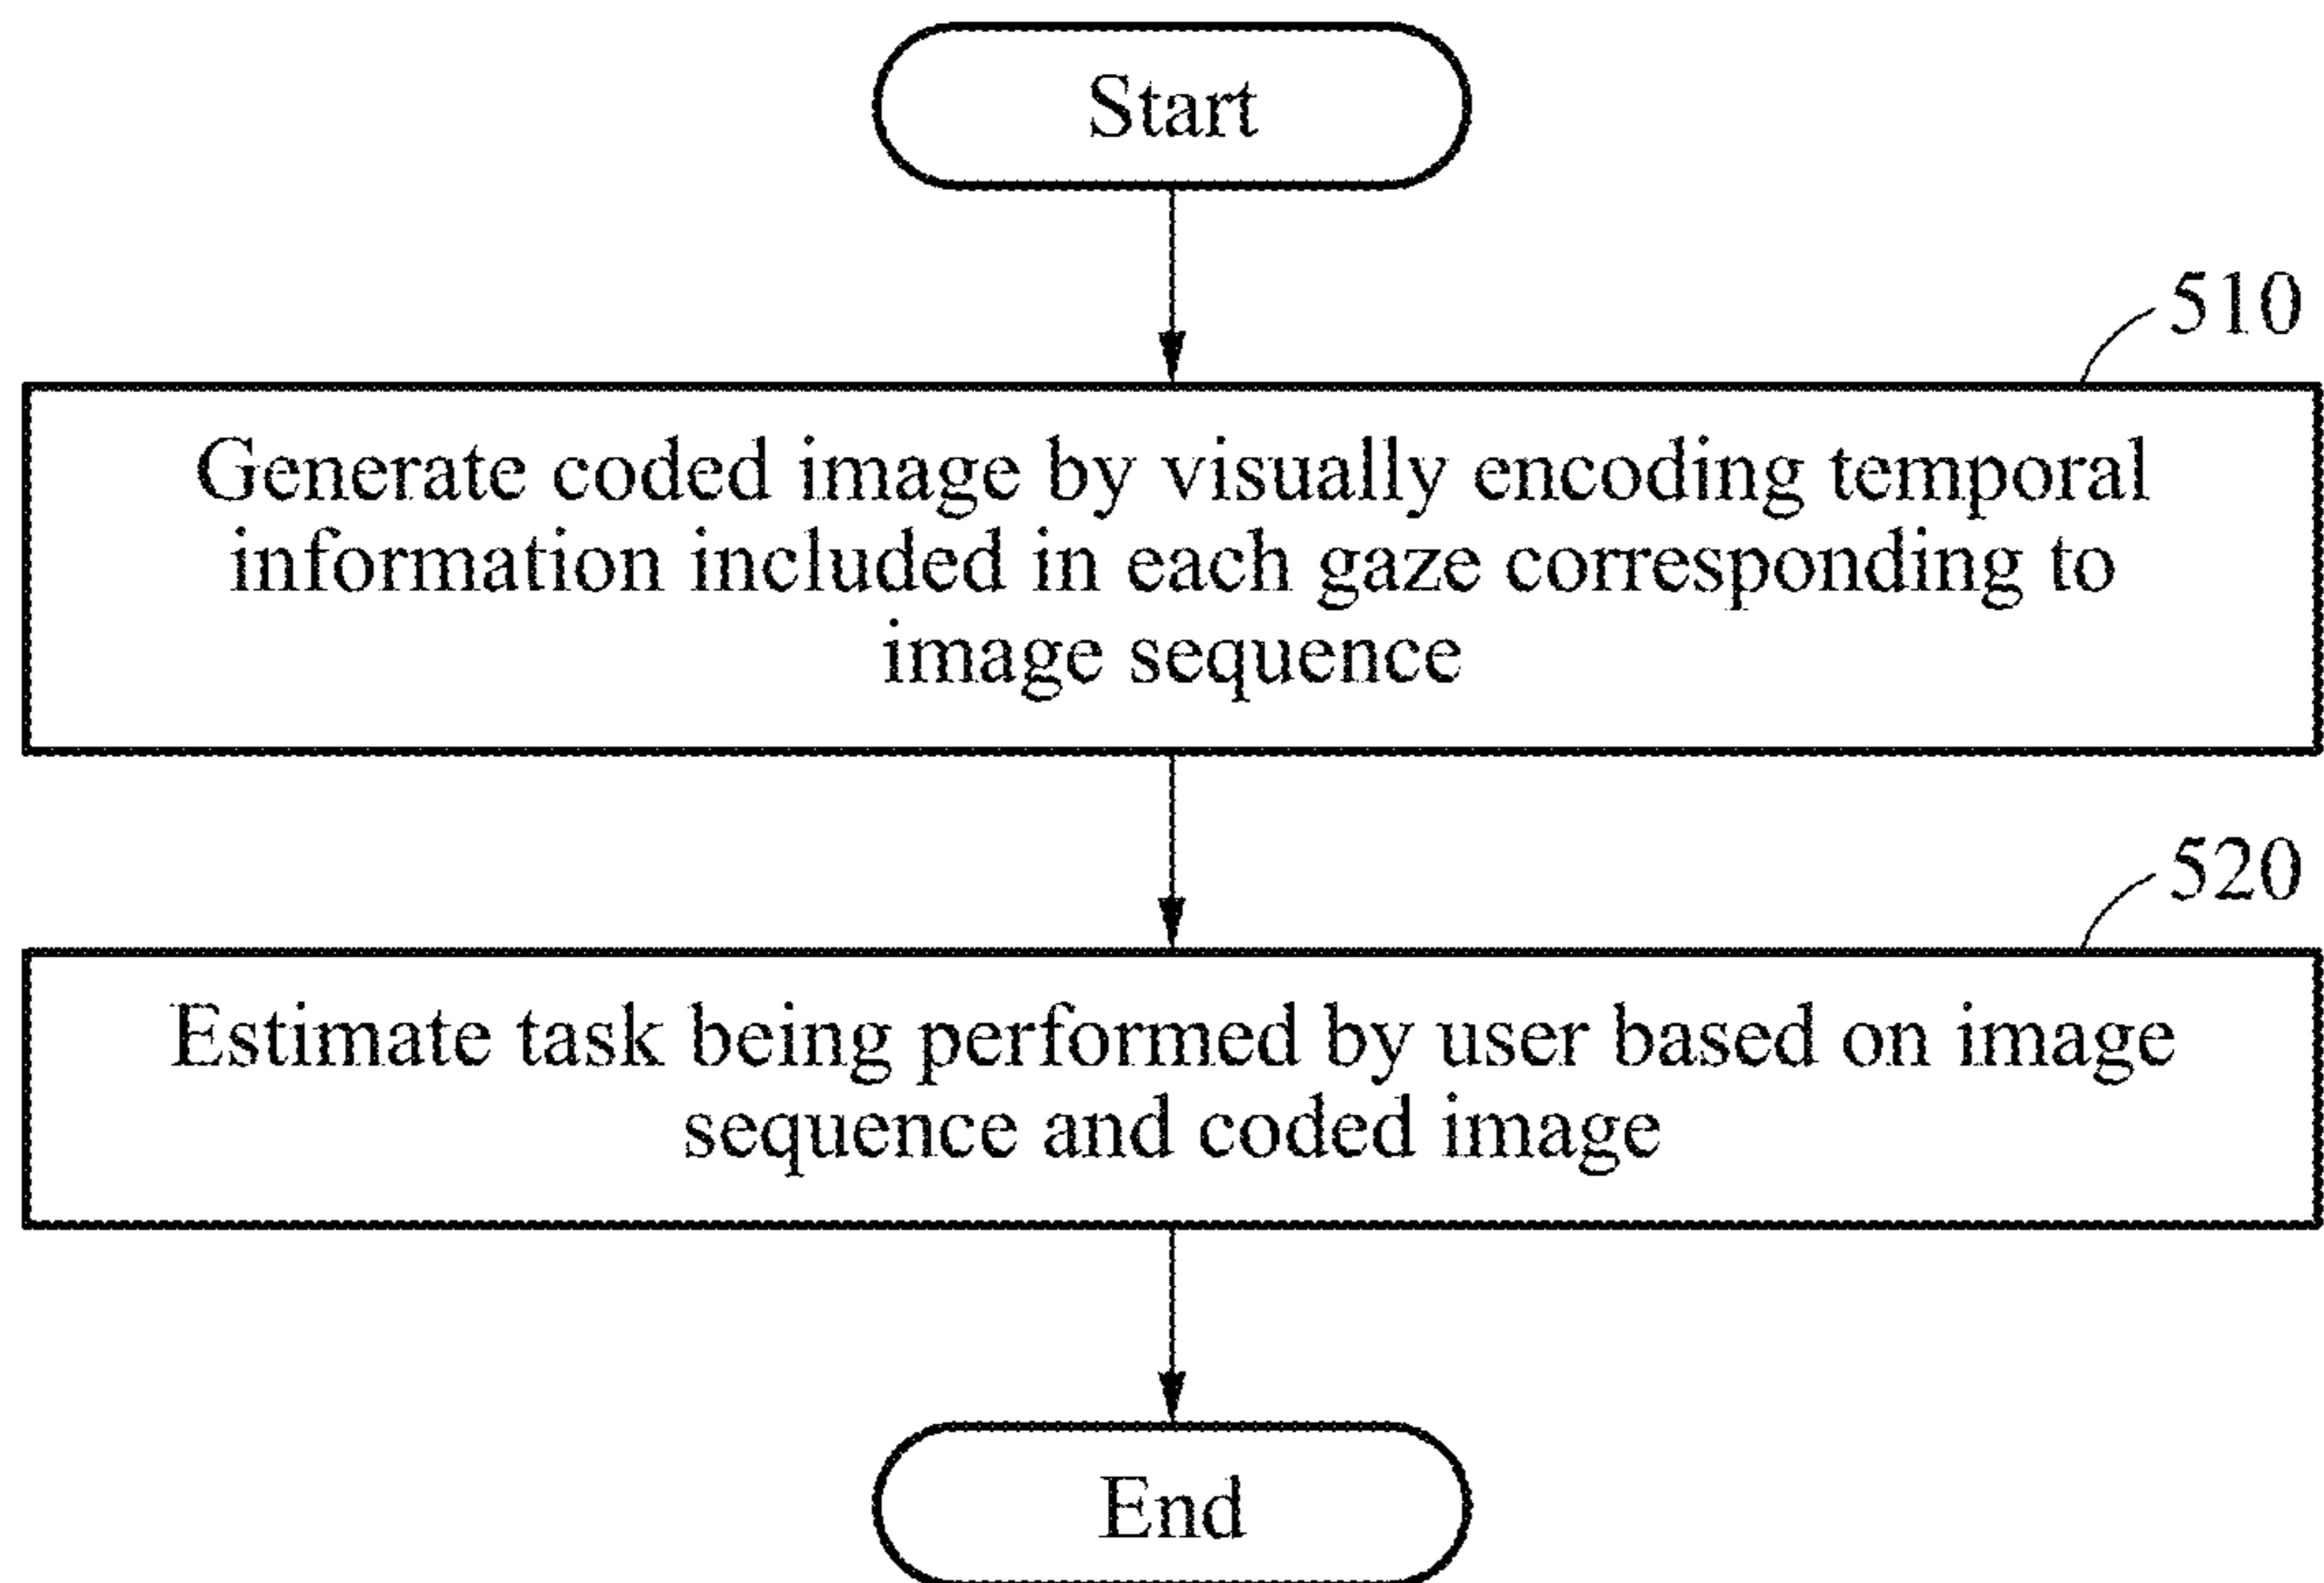 Start
510
Generate coded image by visually encoding temporal
information included in each gaze corresponding to
image sequence
520
Estimate task being performed by user based on image
sequence and coded image
End